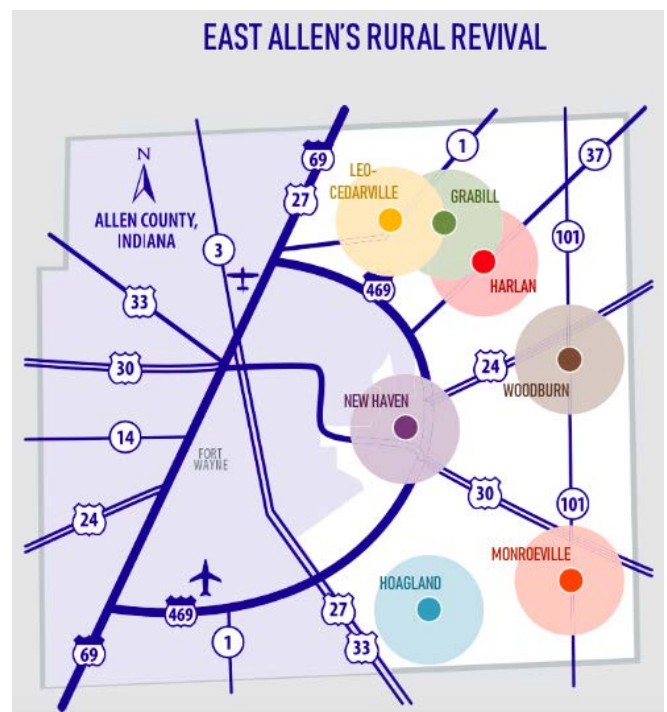 EAST ALLEN'S RURAL REVIVAL
N
ALLEN COUNTY,
INDIANA
69
27
3
1
37
LEO-
CEDARVILLE
GRABILL
101
33
469
HARLAN
30
24
WOODBURN
NEW HAVEN
14
FORT
WAYNE
30
24
101
MONROEVILLE
HOAGLAND
469
27
1
33
69